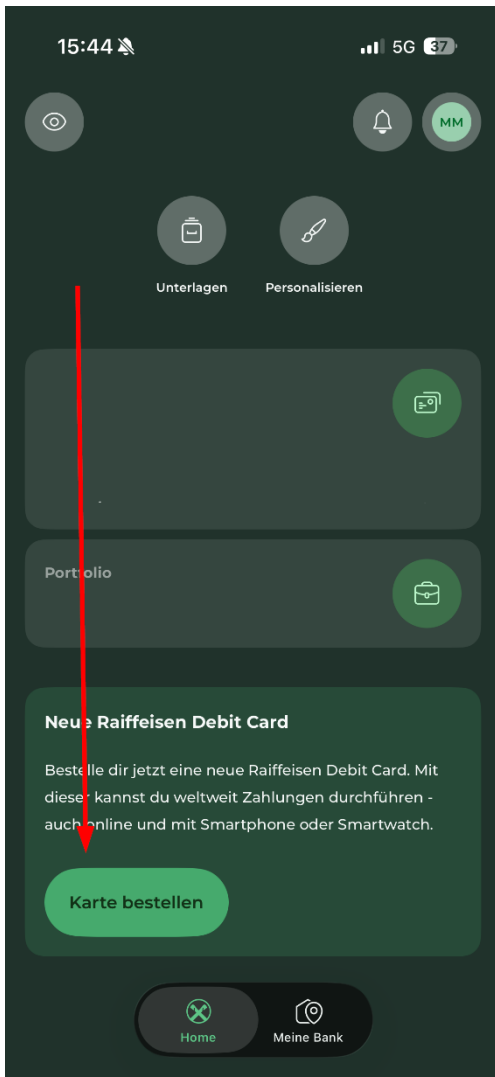 15:44
5G 37
MM
Unterlagen Personalisieren
Portfolio
Neue Raiffeisen Debit Card
Bestelle dir jetzt eine neue Raiffeisen Debit Card. Mit
dieser kannst du weltweit Zahlungen durchführen -
auch online und mit Smartphone oder Smartwatch.
Karte bestellen
Home Meine Bank